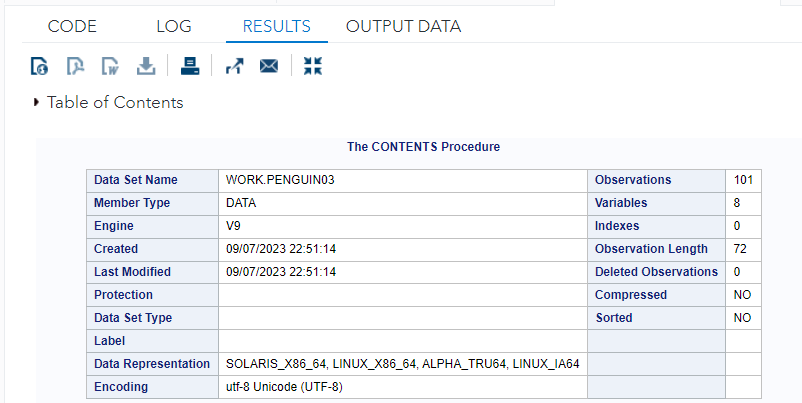 CODE LOG RESULTS OUTPUT DATA
Table of Contents
The CONTENTS Procedure
Data Set Name WORK.PENGUIN03 Observations 101
Member Type DATA Variables 8
Engine V9 Indexes 0
Created 09/07/2023 22:51:14 Observation Length 72
Last Modified 09/07/2023 22:51:14 Deleted Observations 0
Protection Compressed NO
Data Set Type Sorted NO
Label
Data Representation SOLARIS_X86_64, LINUX_X86_64, ALPHA_TRU64, LINUX_IA64
Encoding utf-8 Unicode (UTF-8)